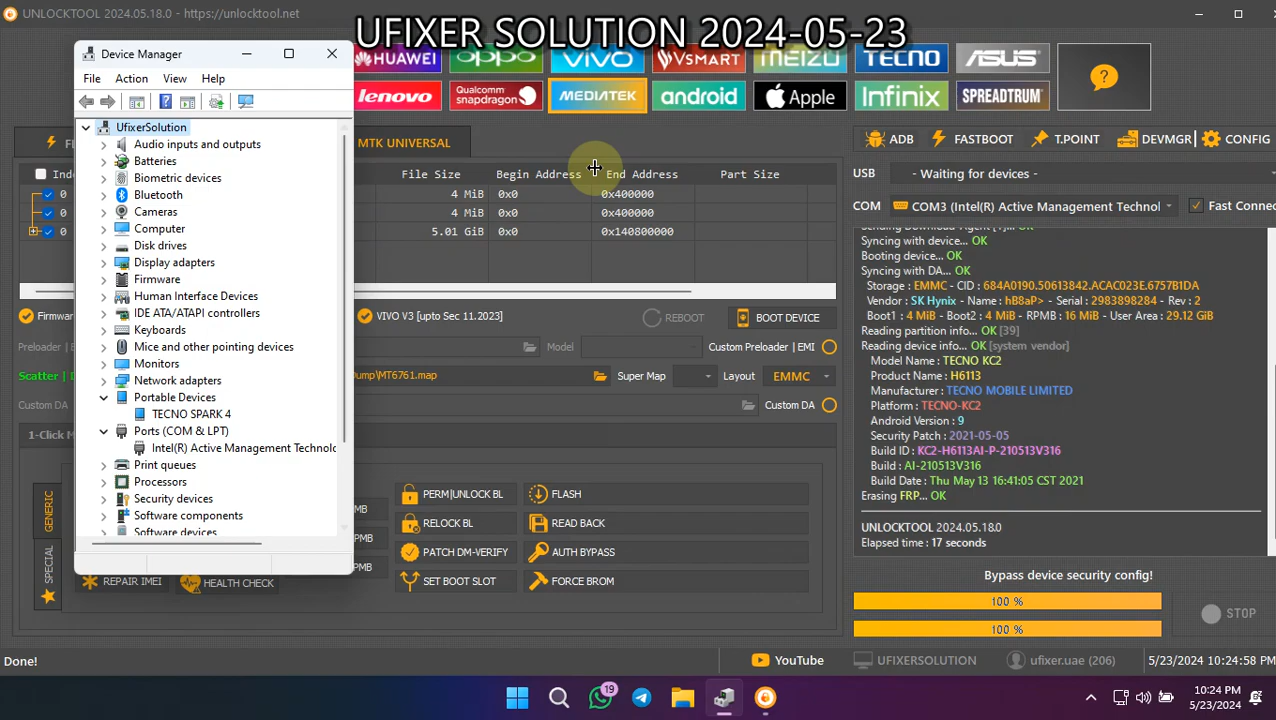 UNLOCKTOOL 2024.05.18.0 - https://unlocktool.net
UFIXER SOLUTION 2024-05-23
Device Manager
File Action View Help
UfixerSolution
Audio inputs and outputs
Batteries
Biometric devices
Bluetooth
Cameras
Computer
Disk drives
Display adapters
Firmware
Human Interface Devices
IDE ATA/ATAPI controllers
Keyboards
Mice and other pointing devices
Monitors
Network adapters
Portable Devices
TECNO SPARK 4
Ports (COM & LPT)
Intel(R) Active Management Technolo
Print queues
Processors
Security devices
Software components
Software devices
HUAWEI oppo vivo VSMART meizu TECNO ASUS
lenovo Qualcomm snapdragon MEDIATEK android Apple Infinix SPREADTRUM
MTK UNIVERSAL
File Size Begin Address End Address Part Size
0 4 MiB 0x0 0x400000
0 4 MiB 0x0 0x400000
0 5.01 GiB 0x0 0x140800000
VIVO V3 [upto Sec 11.2023] REBOOT BOOT DEVICE
Model Custom Preloader | EMI
Dump\MT6761.map Super Map Layout EMMC
Custom DA Custom DA
1-Click M
GENERIC
SPECIAL
PERM|UNLOCK BL FLASH
RELOCK BL READ BACK
PATCH DM-VERIFY AUTH BYPASS
REPAIR IMEI HEALTH CHECK SET BOOT SLOT FORCE BROM
Done!
ADB FASTBOOT T.POINT DEVMGR CONFIG
USB - Waiting for devices -
COM COM3 (Intel(R) Active Management Technol Fast Connec
Sending Download-Agent
Syncing with device... OK
Booting device... OK
Syncing with DA... OK
Storage : EMMC - CID : 684A0190.50613842.ACAC023E.6757B1DA
Vendor : SK Hynix - Name : hB8aP> - Serial : 2983898284 - Rev : 2
Boot1 : 4 MiB - Boot2 : 4 MiB - RPMB : 16 MiB - User Area : 29.12 GiB
Reading partition info... OK [39]
Reading device info... OK [system vendor]
Model Name : TECNO KC2
Product Name : H6113
Manufacturer : TECNO MOBILE LIMITED
Platform : TECNO-KC2
Android Version : 9
Security Patch : 2021-05-05
Build ID : KC2-H6113AI-P-210513V316
Build : AI-210513V316
Build Date : Thu May 13 16:41:05 CST 2021
Erasing FRP... OK
UNLOCKTOOL 2024.05.18.0
Elapsed time : 17 seconds
Bypass device security config!
100 %
100 %
STOP
YouTube UFIXERSOLUTION ufixer.uae (206) 5/23/2024 10:24:58 PM
19
10:24 PM
5/23/2024